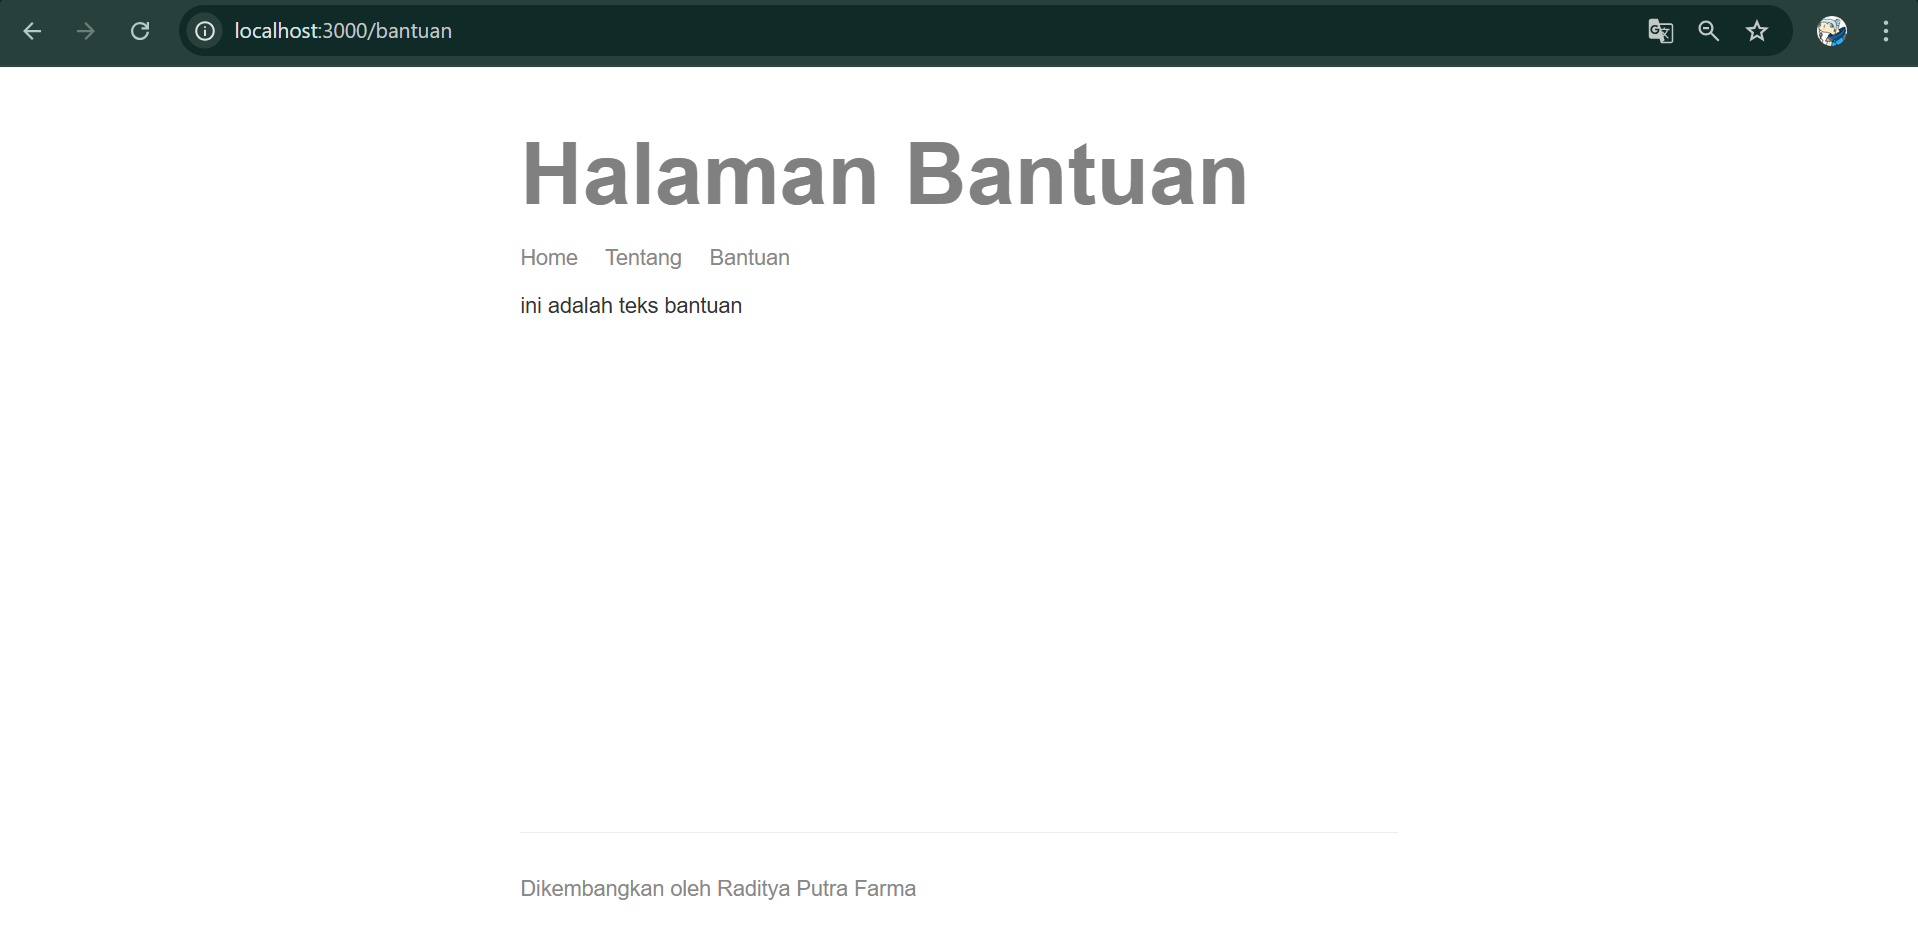 localhost:3000/bantuan
Halaman Bantuan
Home Tentang Bantuan
ini adalah teks bantuan
Dikembangkan oleh Raditya Putra Farma